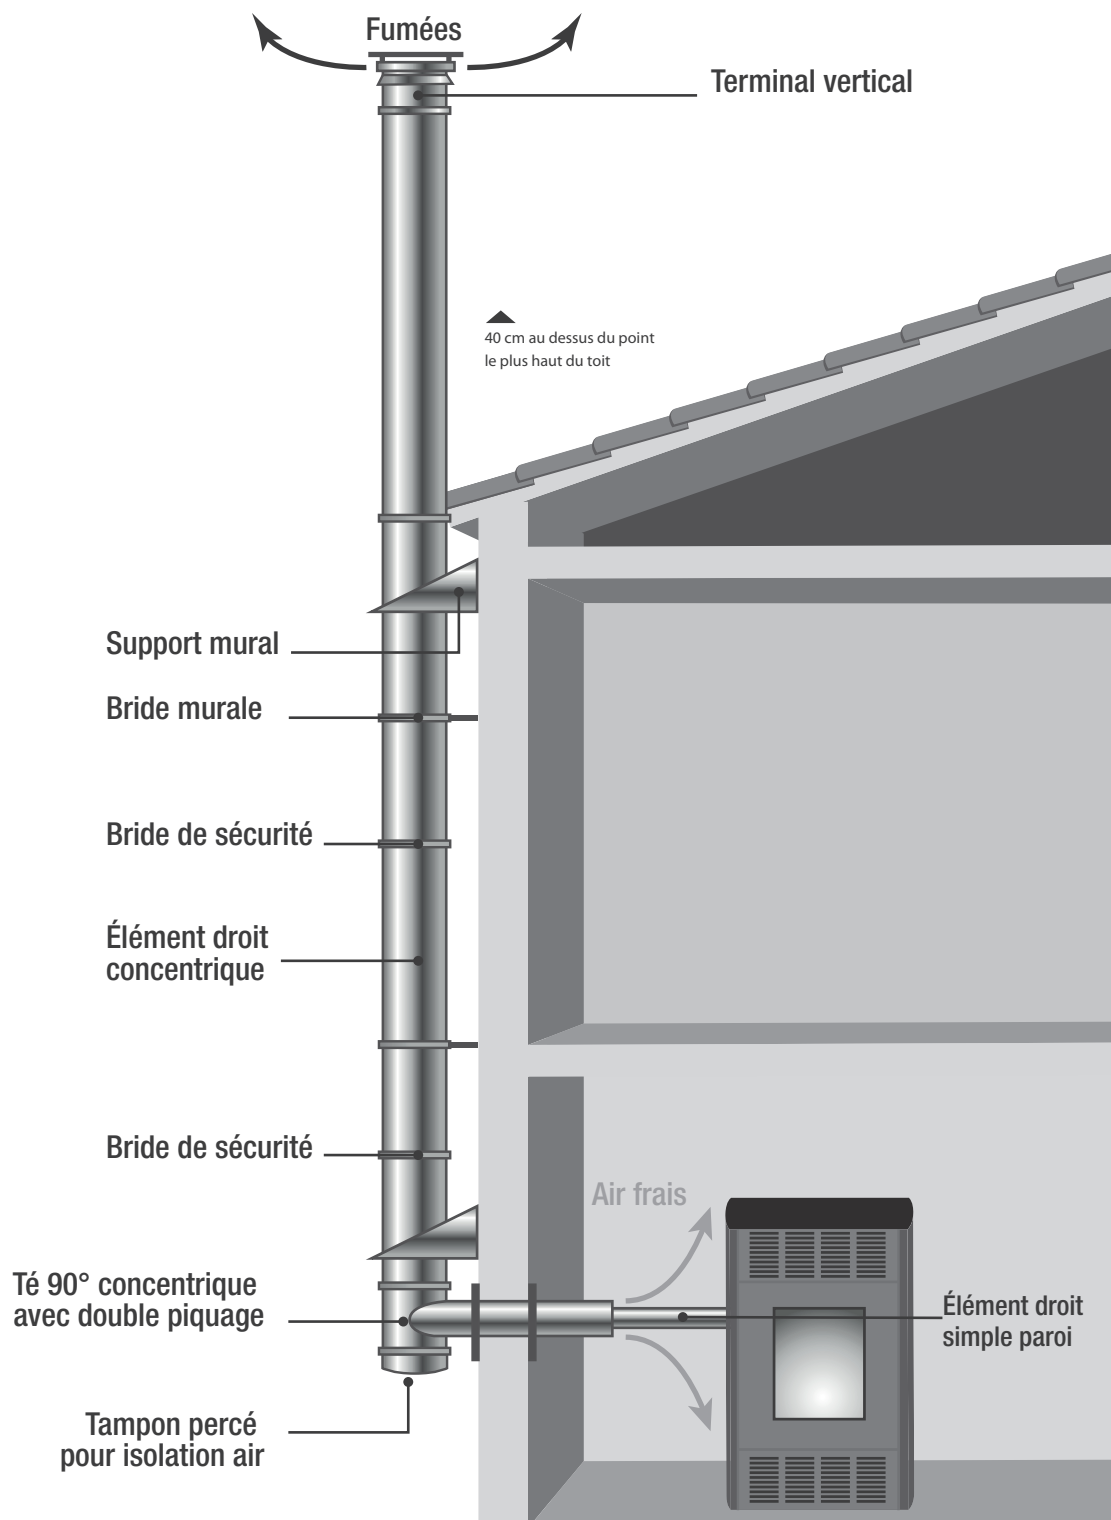 Fumées
Terminal vertical
40 cm au dessus du point
le plus haut du toit
Support mural
Bride murale
Bride de sécurité
Élément droit
concentrique
Bride de sécurité
Air frais
Té 90° concentrique
avec double piquage
Élément droit
simple paroi
Tampon percé
pour isolation air